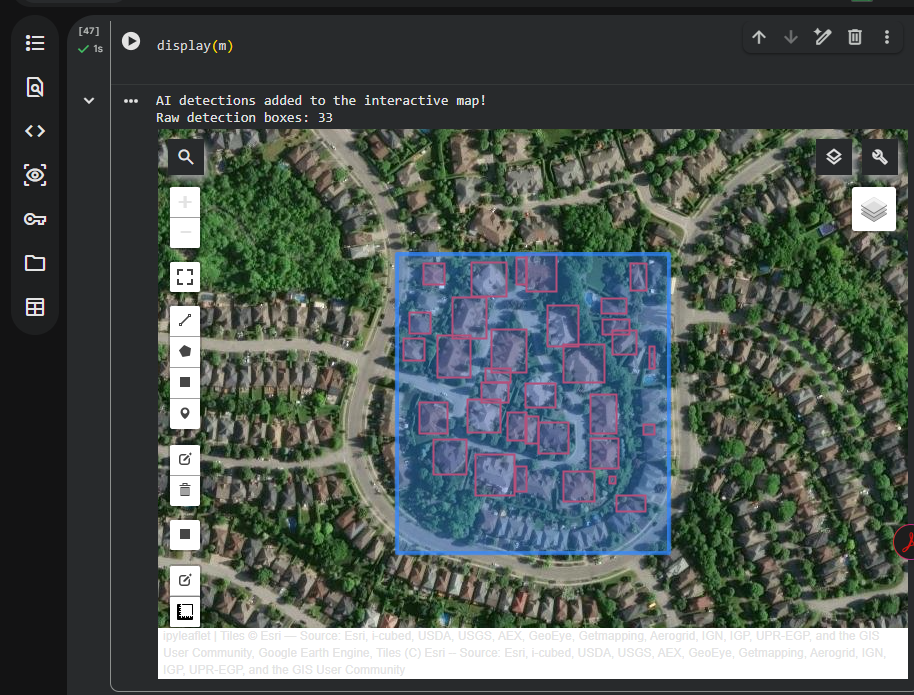 [47]
1s
display(m)
AI detections added to the interactive map!
Raw detection boxes: 33
ipyleaflet | Tiles © Esri — Source: Esri, i-cubed, USDA, USGS, AEX, GeoEye, Getmapping, Aerogrid, IGN, IGP, UPR-EGP, and the GIS
User Community, Google Earth Engine, Tiles (C) Esri -- Source: Esri, i-cubed, USDA, USGS, AEX, GeoEye, Getmapping, Aerogrid, IGN,
IGP, UPR-EGP, and the GIS User Community